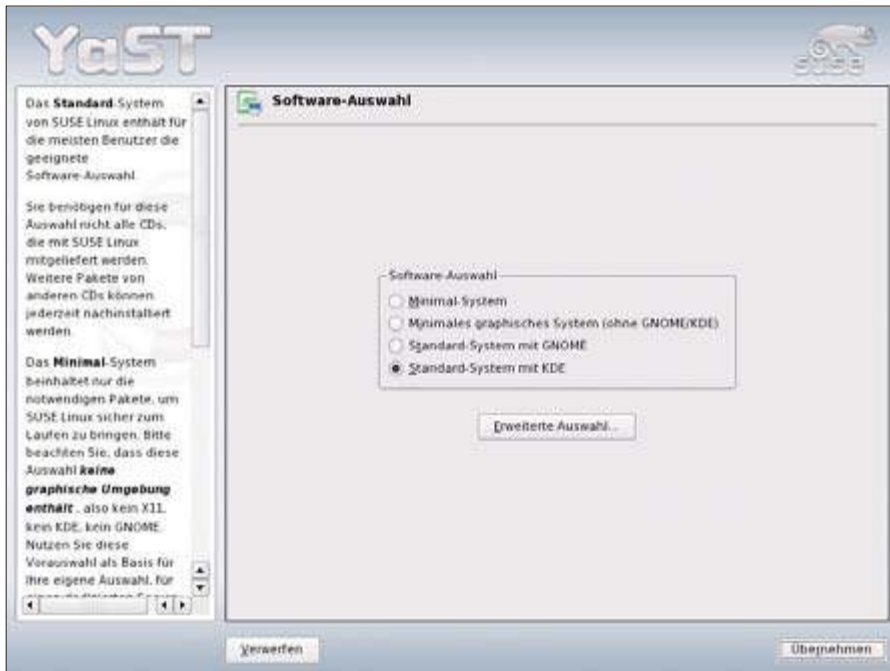 YaST
SUSE
Das Standard-System
von SUSE Linux enthält für
die meisten Benutzer die
geeignete
Software-Auswahl.
Sie benötigen für diese
Auswahl nicht alle CDs,
die mit SUSE Linux
mitgeliefert werden.
Weitere Pakete von
anderen CDs können
jederzeit nachinstalliert
werden.
Das Minimal-System
beinhaltet nur die
notwendigen Pakete, um
SUSE Linux sicher zum
Laufen zu bringen. Bitte
beachten Sie, dass diese
Auswahl keine
graphische Umgebung
enthält , also kein X11,
kein KDE, kein GNOME.
Nutzen Sie diese
Vorauswahl als Basis für
Ihre eigene Auswahl, für
Software-Auswahl
Software-Auswahl
Minimal-System
Minimales graphisches System (ohne GNOME/KDE)
Standard-System mit GNOME
Standard-System mit KDE
Erweiterte Auswahl...
Verwerfen
Übernehmen